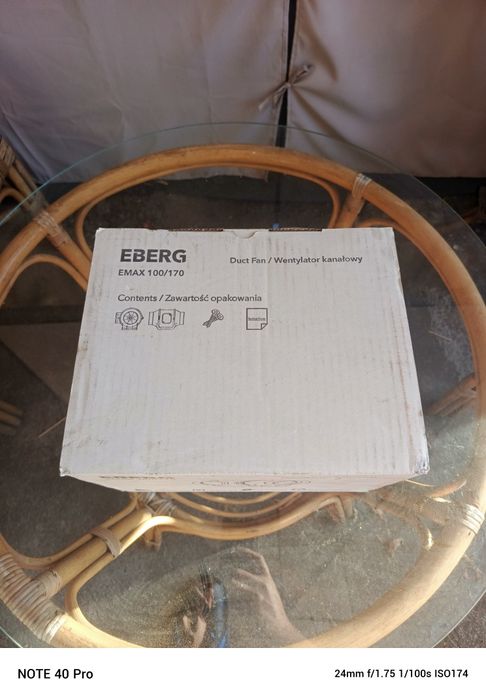 EBERG
EMAX 100/170
Duct Fan / Wentylator kanałowy
Contents / Zawartość opakowania
EBERG
NOTE 40 Pro
24mm f/1.75 1/100s ISO174